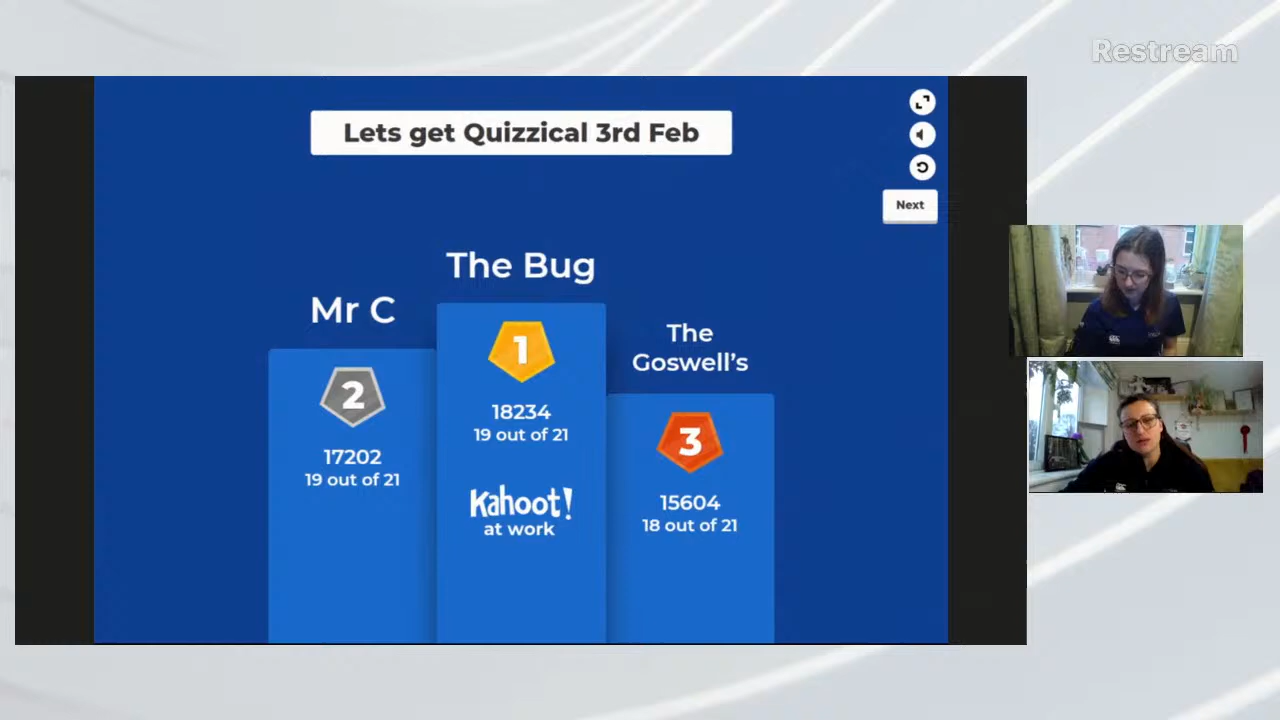 Restream
Lets get Quizzical 3rd Feb
Next
The Bug
Mr C
The
Goswell's
1
2
3
18234
19 out of 21
17202
19 out of 21
15604
18 out of 21
Kahoot!
at work